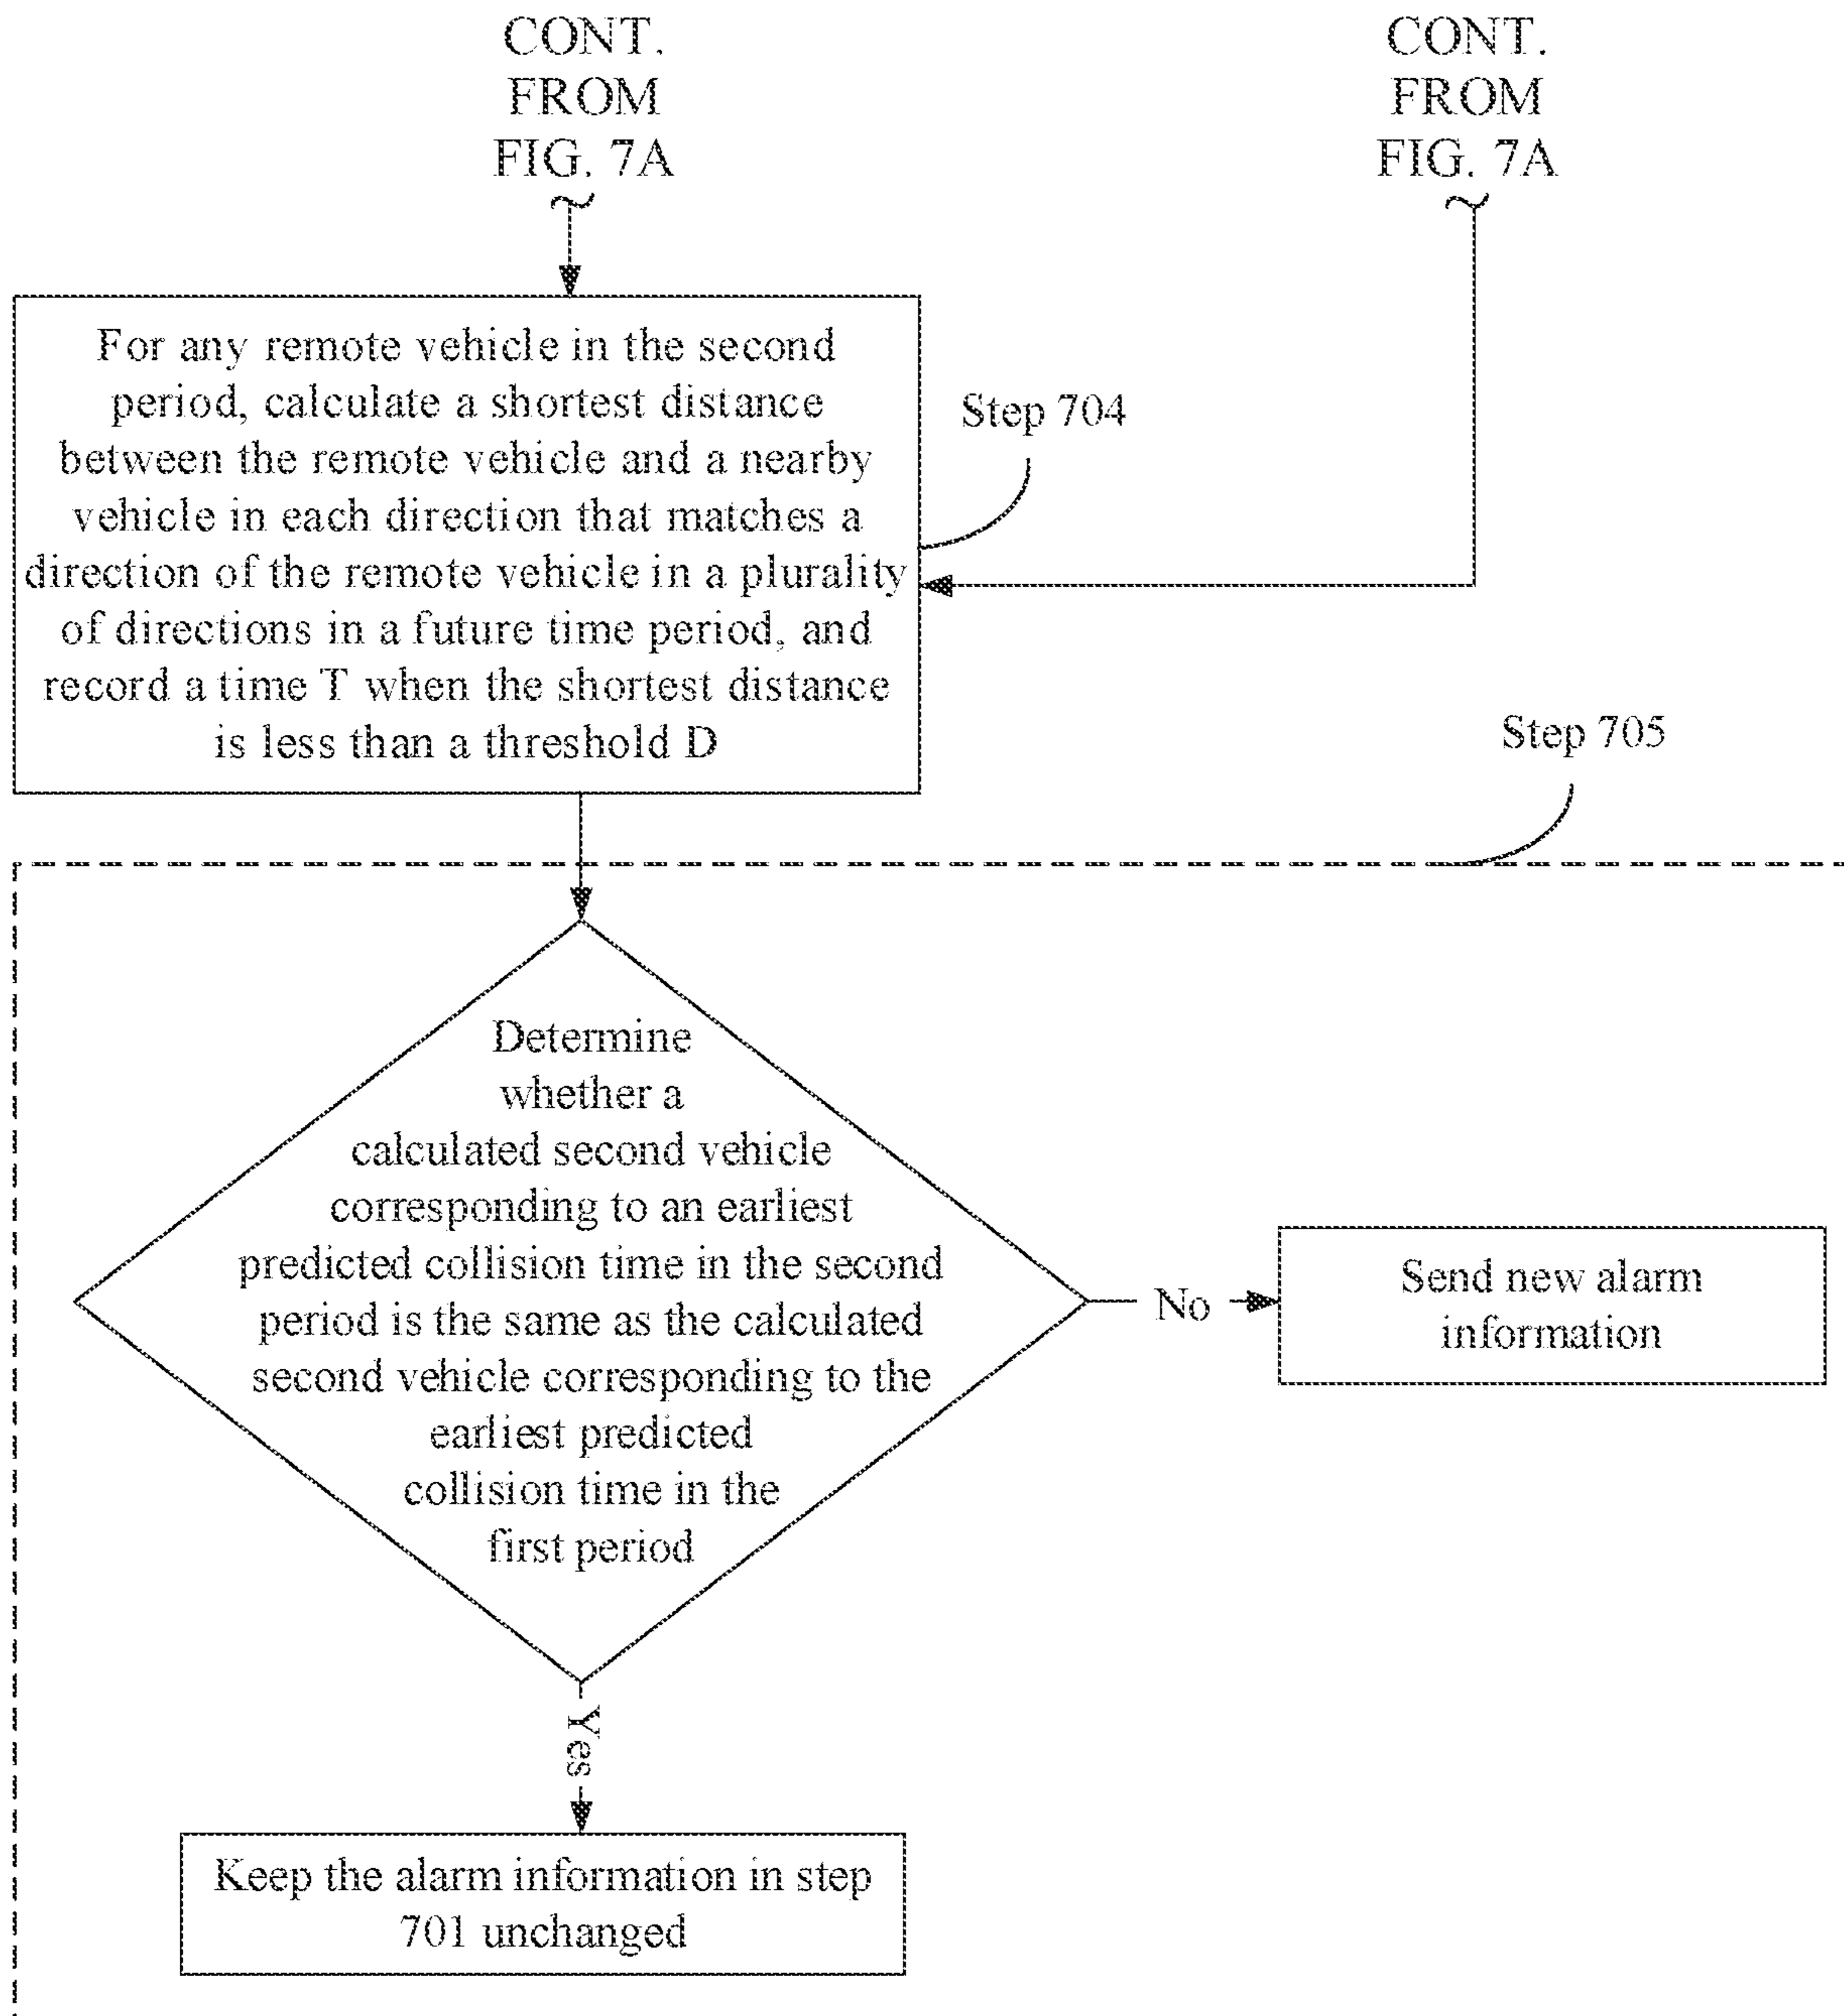 CONT.
FROM
FIG. 7A
CONT.
FROM
FIG. 7A
For any remote vehicle in the second
period, calculate a shortest distance
between the remote vehicle and a nearby
vehicle in each direction that matches a
direction of the remote vehicle in a plurality
of directions in a future time period, and
record a time T when the shortest distance
is less than a threshold D
Step 704
Step 705
Determine
whether a
calculated second vehicle
corresponding to an earliest
predicted collision time in the second
period is the same as the calculated
second vehicle corresponding to the
earliest predicted
collision time in the
first period
No
Send new alarm
information
Yes
Keep the alarm information in step
701 unchanged